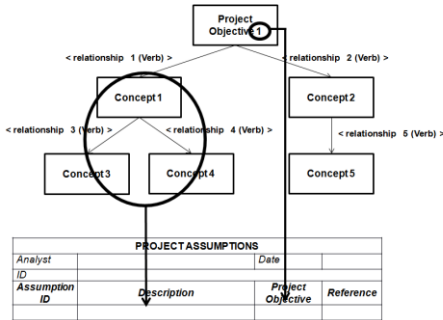 Project
Objective 1
< relationship 1 (Verb) >
< relationship 2 (Verb) >
Concept 1
Concept 2
< relationship 3 (Verb) >
< relationship 4 (Verb) >
< relationship 5 (Verb) >
Concept 3
Concept 4
Concept 5
PROJECT ASSUMPTIONS
Analyst
Date
ID
Assumption
ID
Description
Project
Objective
Reference